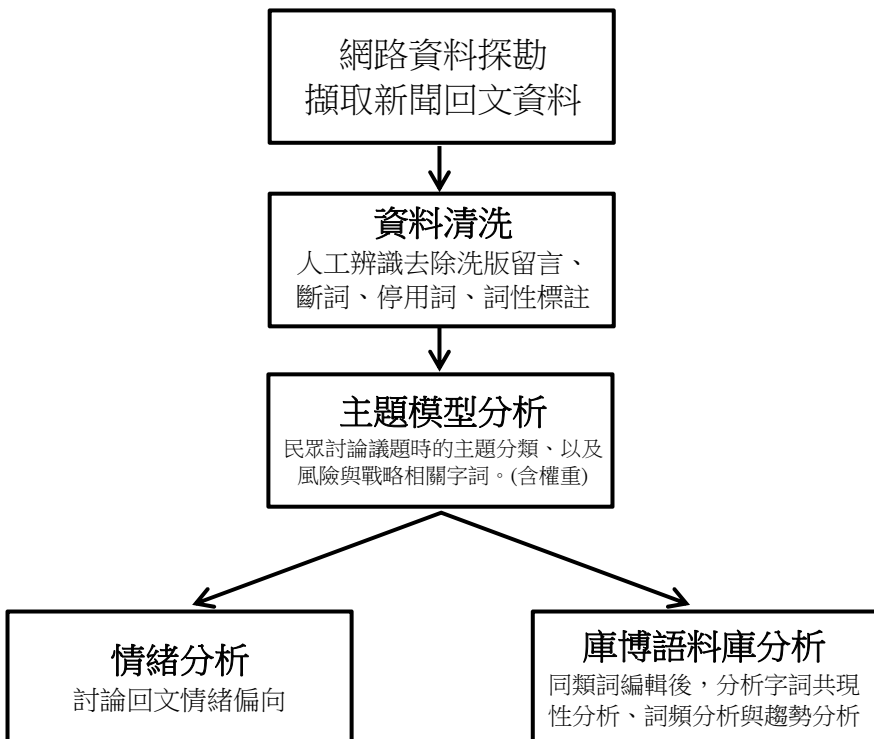 網路資料探勘
擷取新聞回文資料
資料清洗
人工辨識去除洗版留言、
斷詞、停用詞、詞性標註
主題模型分析
民眾討論議題時的主題分類、以及
風險與戰略相關字詞。(含權重)
情緒分析
討論回文情緒偏向
庫博語料庫分析
同類詞編輯後，分析字詞共現
性分析、詞頻分析與趨勢分析